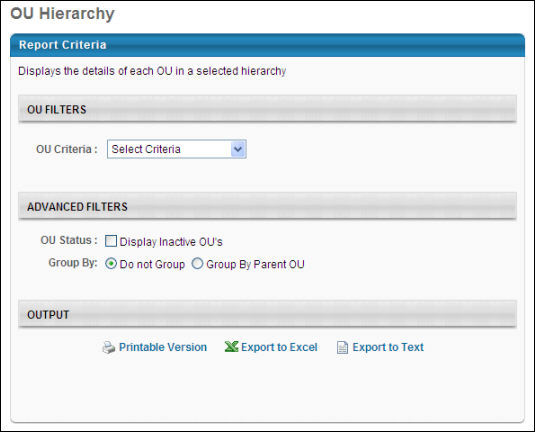 OU Hierarchy
Report Criteria
Displays the details of each OU in a selected hierarchy
OU FILTERS
OU Criteria : Select Criteria
ADVANCED FILTERS
OU Status : Display Inactive OU's
Group By: Do not Group Group By Parent OU
OUTPUT
Printable Version Export to Excel Export to Text